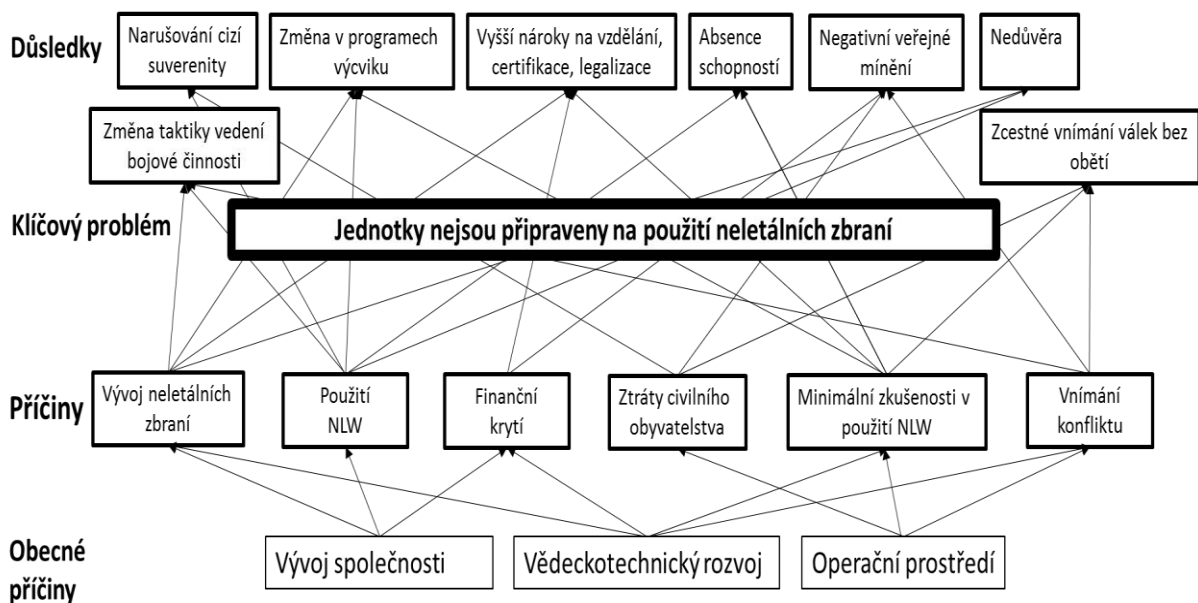 Důsledky
Narušování cizí
suverenity
Změna v programech
výcviku
Vyšší nároky na vzdělání,
certifikace, legalizace
Absence
schopností
Negativní veřejné
mínění
Nedůvěra
Změna taktiky vedení
bojové činnosti
Zcestné vnímání válek bez
obětí
Klíčový problém
Jednotky nejsou připraveny na použití neletálních zbraní
Příčiny
Vývoj neletálních
zbraní
Použití
NLW
Finanční
krytí
Ztráty civilního
obyvatelstva
Minimální zkušenosti v
použití NLW
Vnímání
konfliktu
Obecné
příčiny
Vývoj společnosti
Vědeckotechnický rozvoj
Operační prostředí